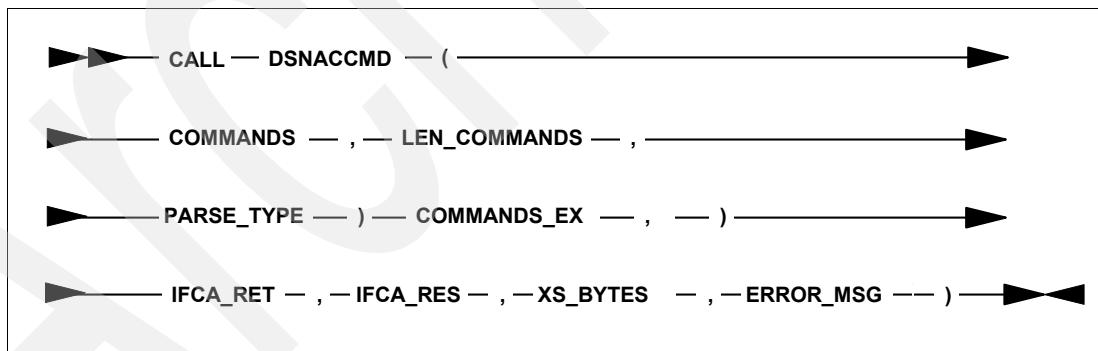 CALL DSNACCMD (
COMMANDS , LEN_COMMANDS ,
PARSE_TYPE ) COMMANDS_EX , )
IFCA_RET , IFCA_RES , XS_BYTES , ERROR_MSG )